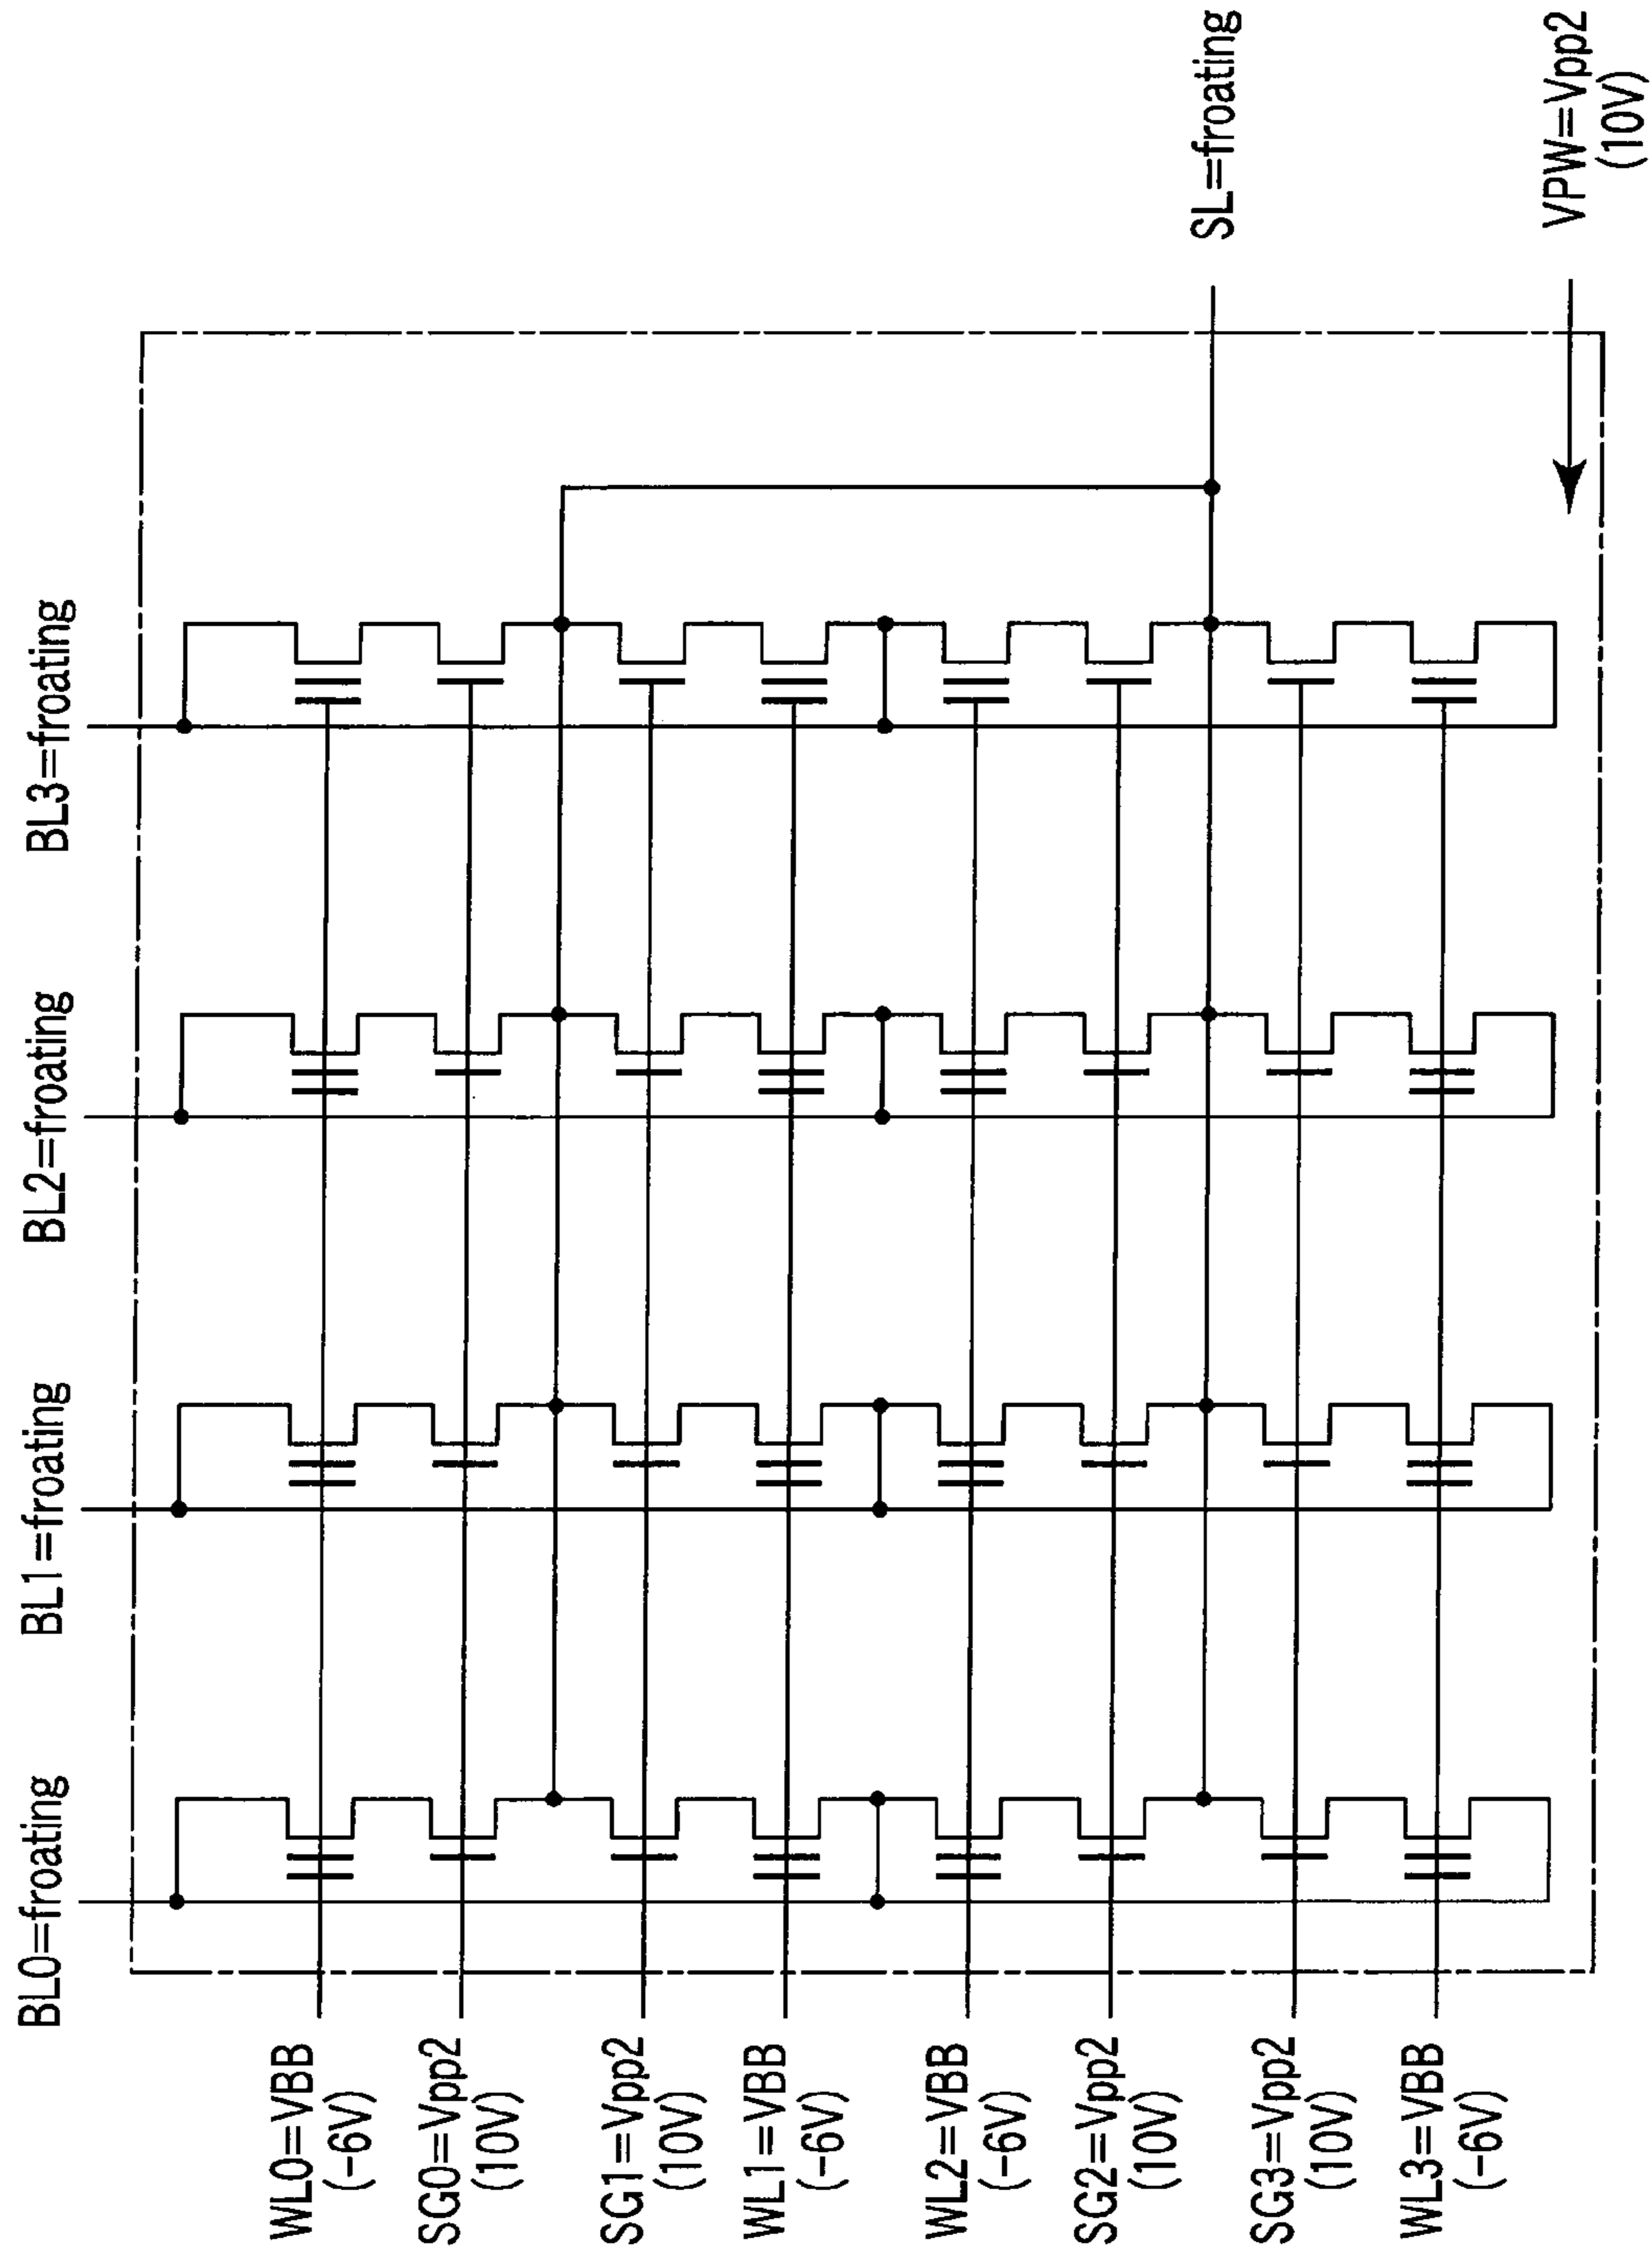 BL0=froating
BL1=froating
BL2=froating
BL3=froating
WL0=VBB
(-6V)
SG0=Vpp2
(10V)
SG1=Vpp2
(10V)
WL1=VBB
(-6V)
WL2=VBB
(-6V)
SG2=Vpp2
(10V)
SG3=Vpp2
(10V)
WL3=VBB
(-6V)
SL=froating
VPW=Vpp2
(10V)